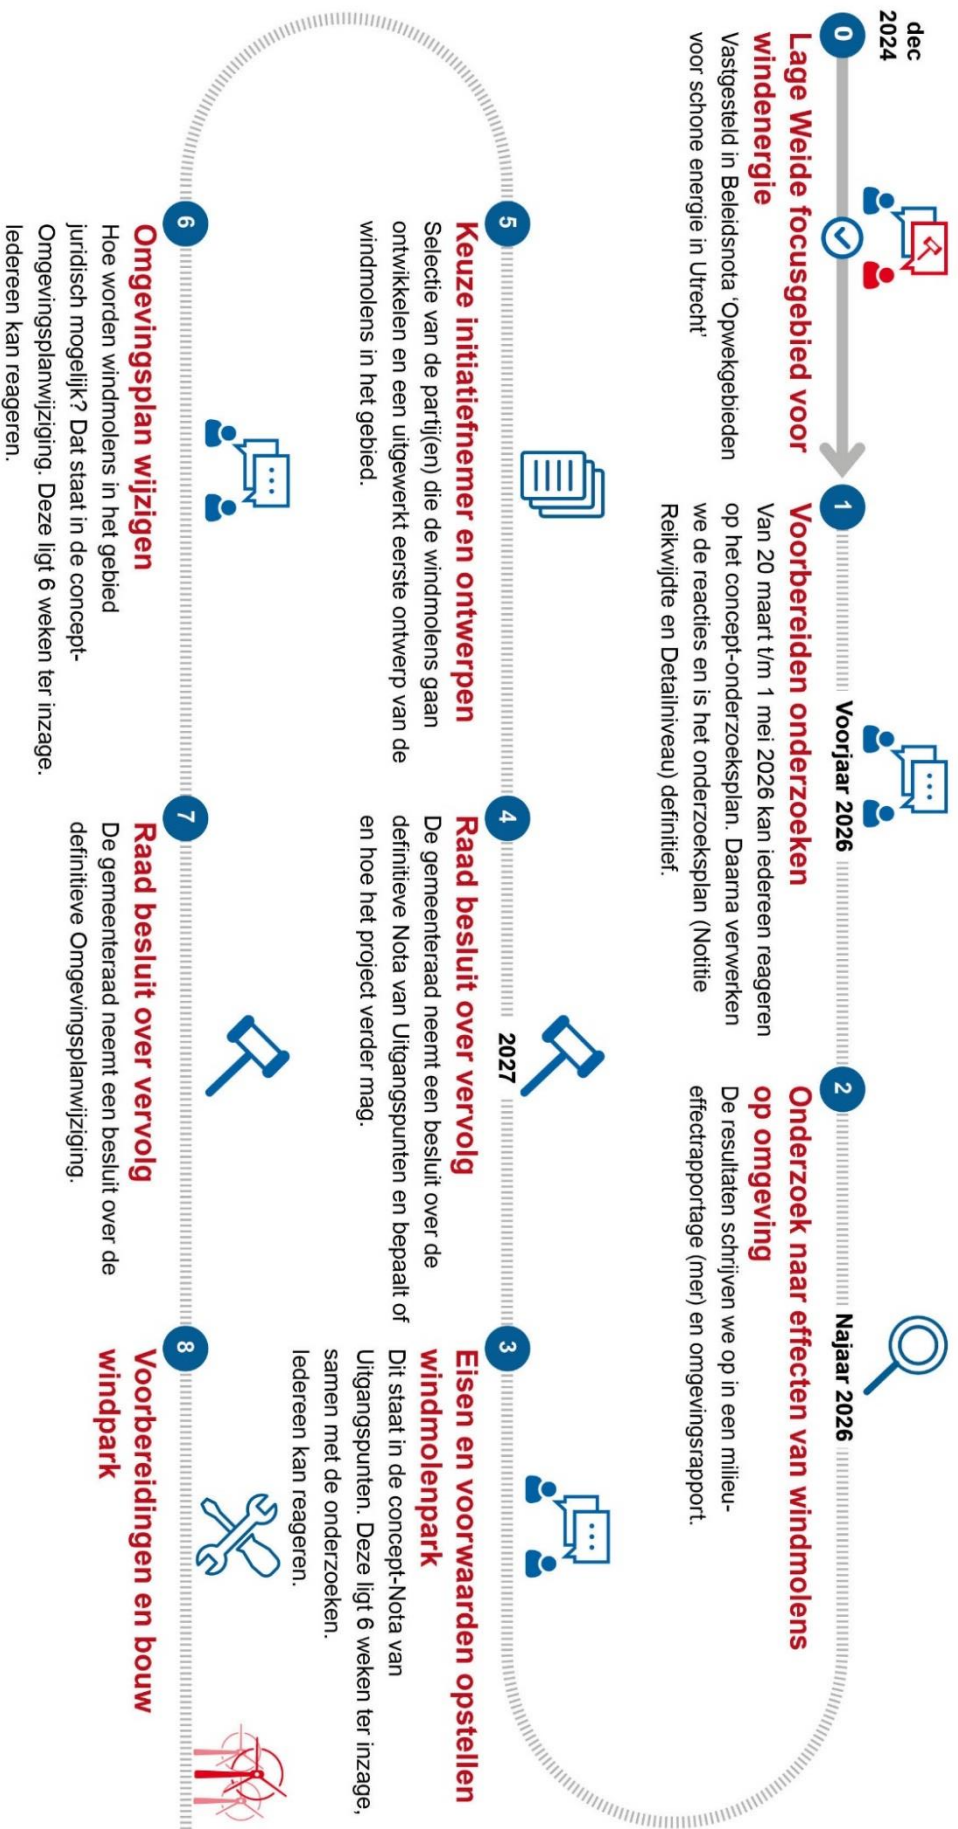 dec
2024
0
Lage Weide focusgebied voor
windenergie
Vastgesteld in Beleidsnota ‘Opwekgebieden
voor schone energie in Utrecht’
1
Voorjaar 2026
Voorbereiden onderzoeken
Van 20 maart t/m 1 mei 2026 kan iedereen reageren
op het concept-onderzoeksplan. Daarna verwerken
we de reacties en is het onderzoeksplan (Notitie
Reikwijdte en Detailniveau) definitief.
2
Najaar 2026
Onderzoek naar effecten van windmolens
op omgeving
De resultaten schrijven we op in een milieu-
effectrapportage (mer) en omgevingsrapport.
3
Eisen en voorwaarden opstellen
windmolenpark
Dit staat in de concept-Nota van
Uitgangspunten. Deze ligt 6 weken ter inzage,
samen met de onderzoeken.
Iedereen kan reageren.
4
2027
Raad besluit over vervolg
De gemeenteraad neemt een besluit over de
definitieve Nota van Uitgangspunten en bepaalt of
en hoe het project verder mag.
5
Keuze initiatiefnemer en ontwerpen
Selectie van de partij(en) die de windmolens gaan
ontwikkelen en een uitgewerkt eerste ontwerp van de
windmolens in het gebied.
6
Omgevingsplan wijzigen
Hoe worden windmolens in het gebied
juridisch mogelijk? Dat staat in de concept-
Omgevingsplanwijziging. Deze ligt 6 weken ter inzage.
Iedereen kan reageren.
7
Raad besluit over vervolg
De gemeenteraad neemt een besluit over de
definitieve Omgevingsplanwijziging.
8
Voorbereidingen en bouw
windpark